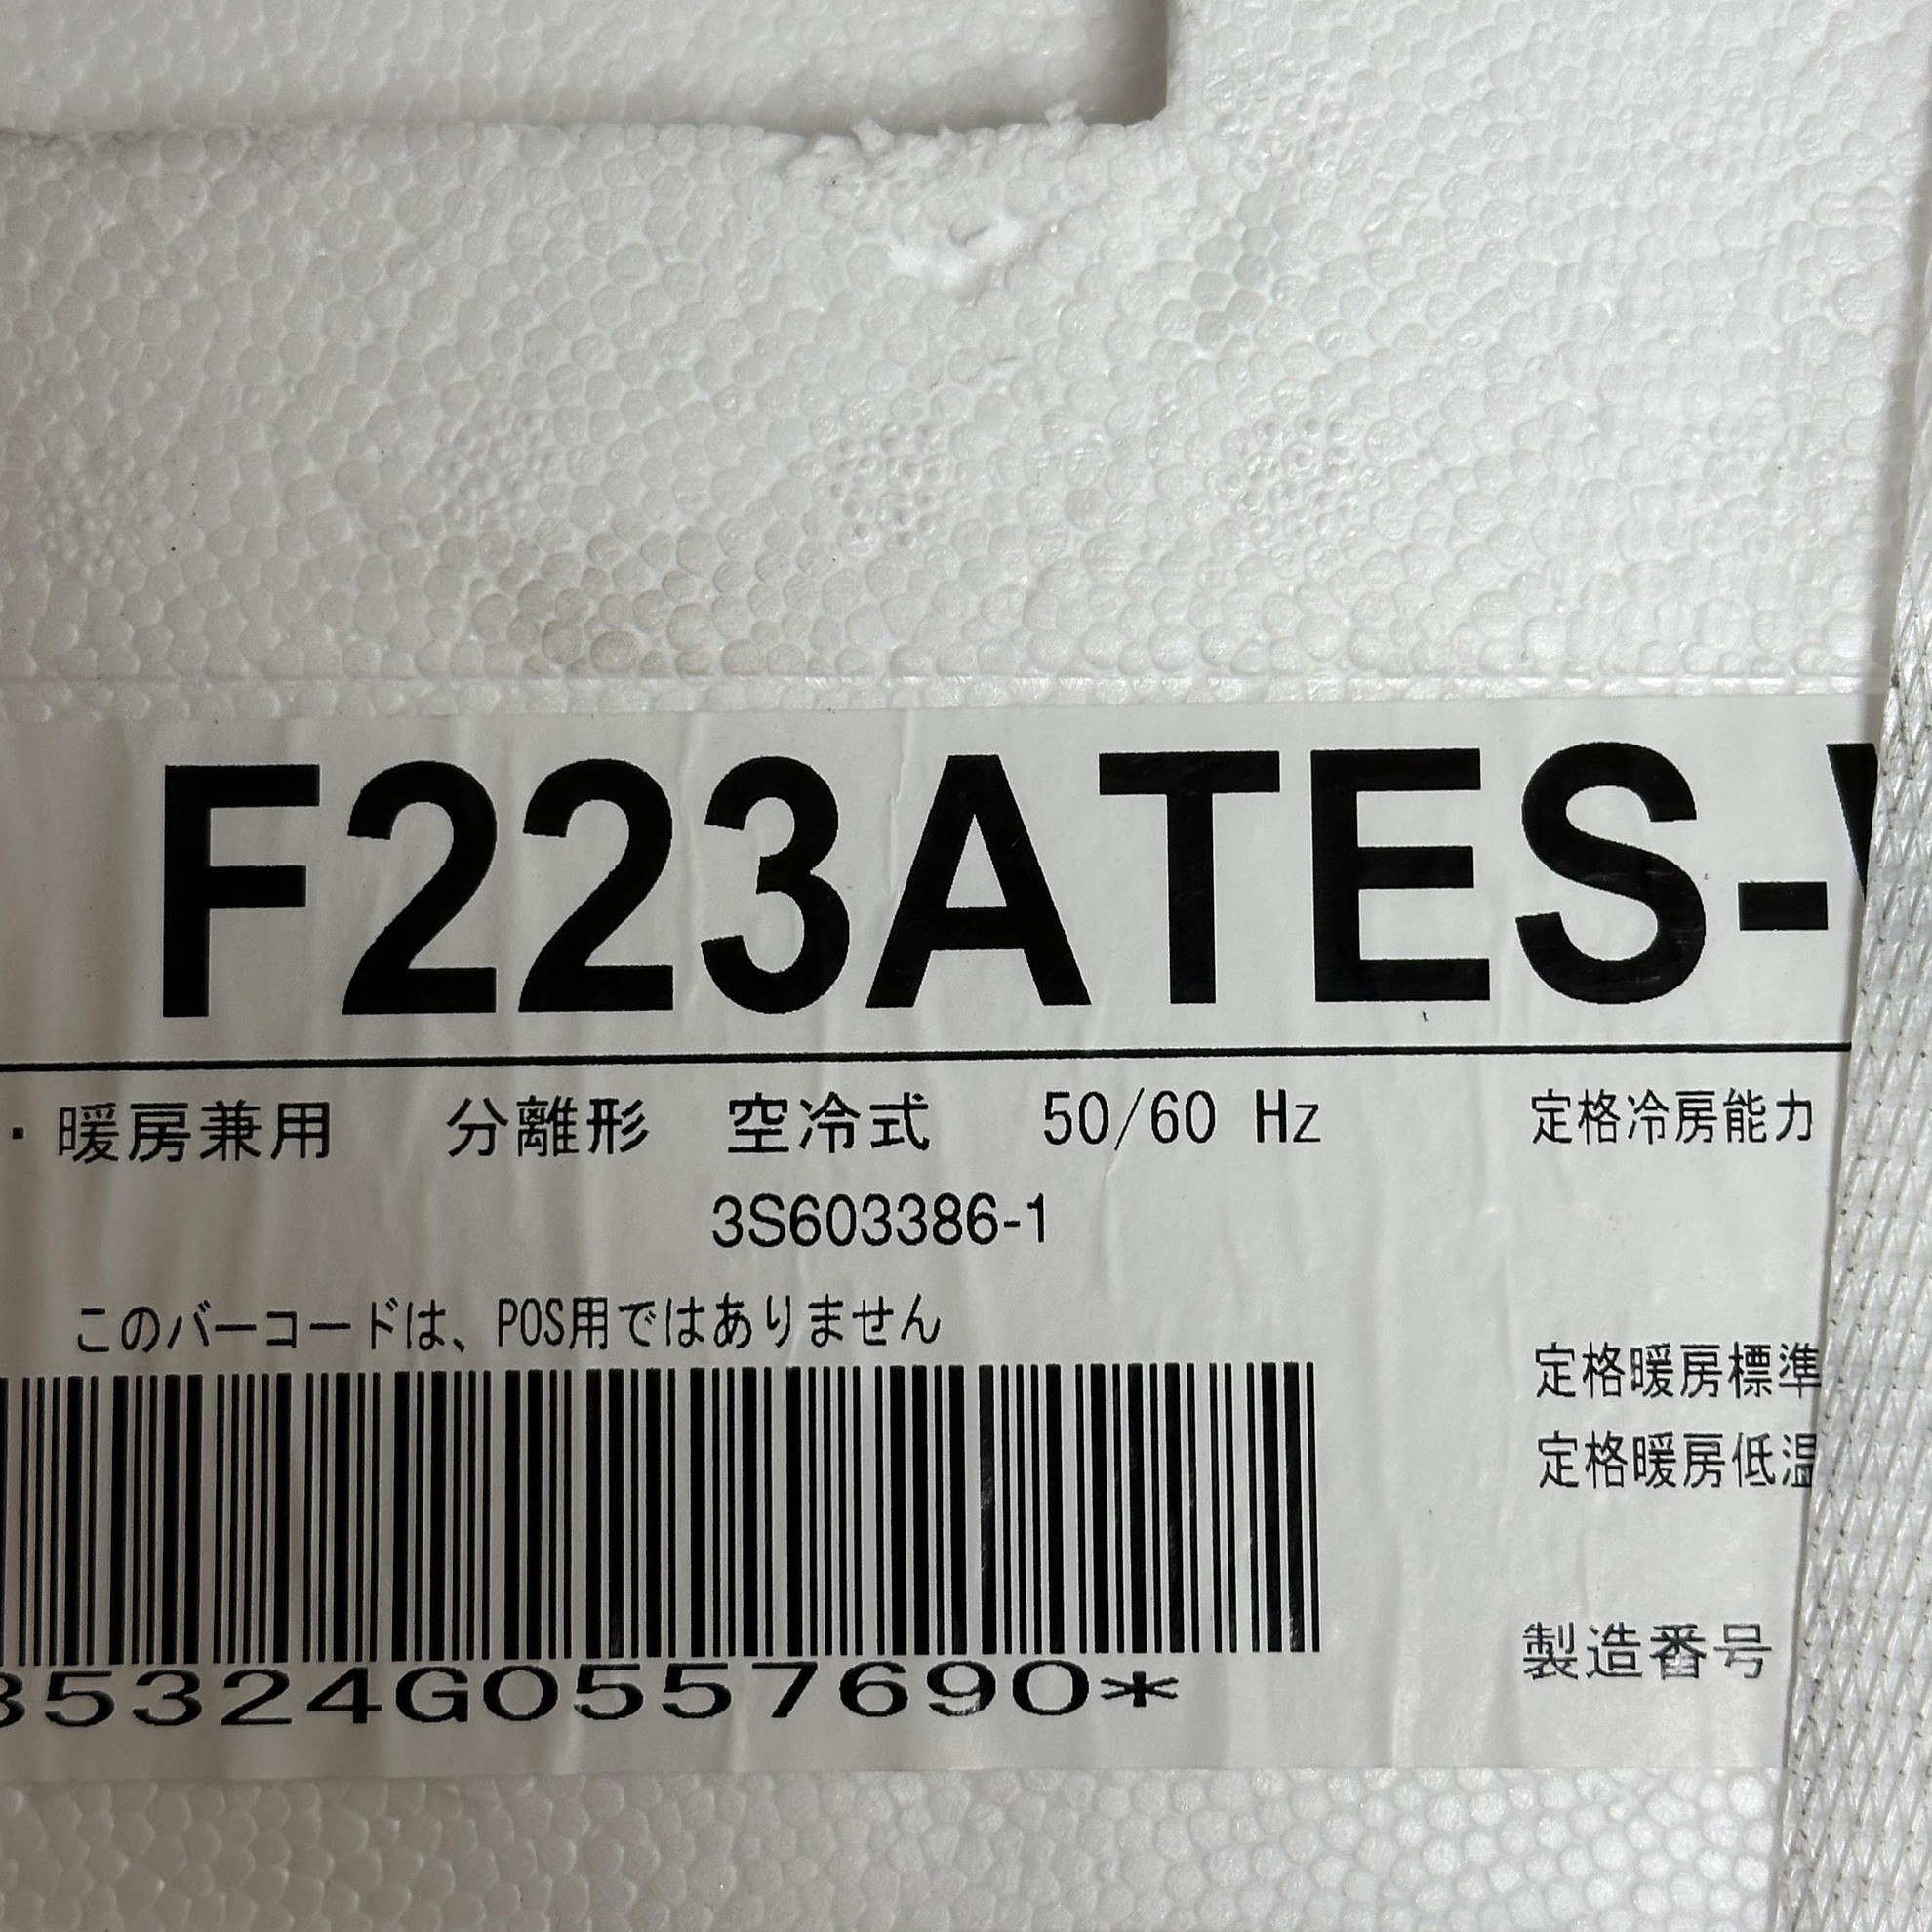 F223ATES-
・暖房兼用 分離形 空冷式 50/60 Hz 定格冷房能力
3S603386-1
このバーコードは、POS用ではありません
定格暖房標準
定格暖房低温
35324G0557690*
製造番号